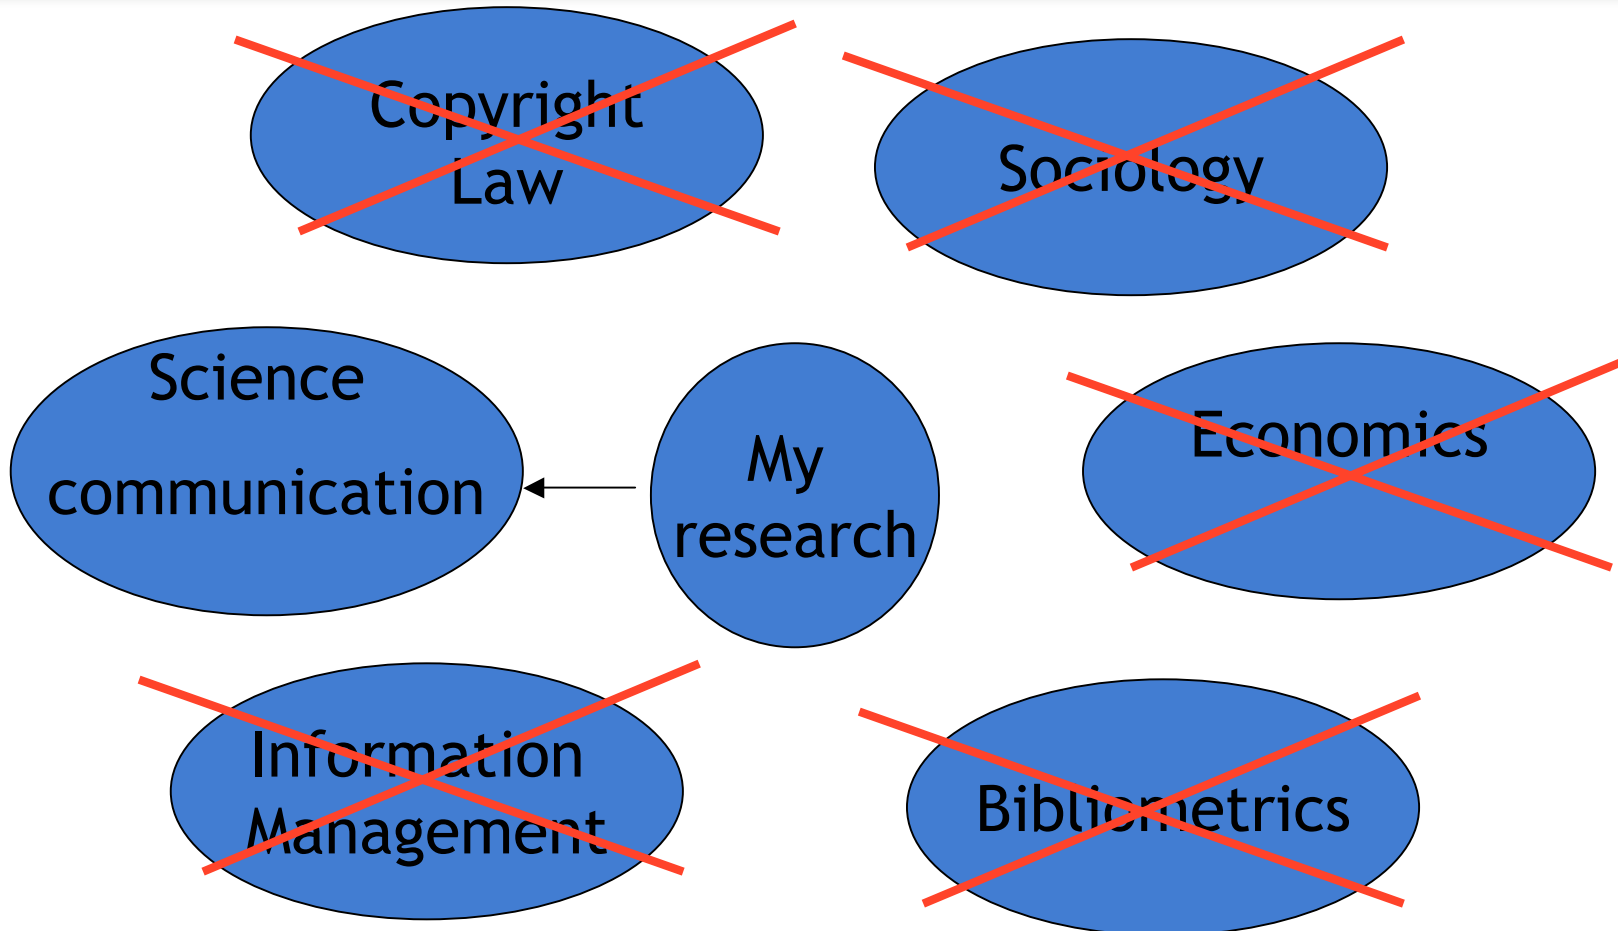 Copyright
Law
Sociology
Science
communication
My
research
Economics
Information
Management
Bibliometrics